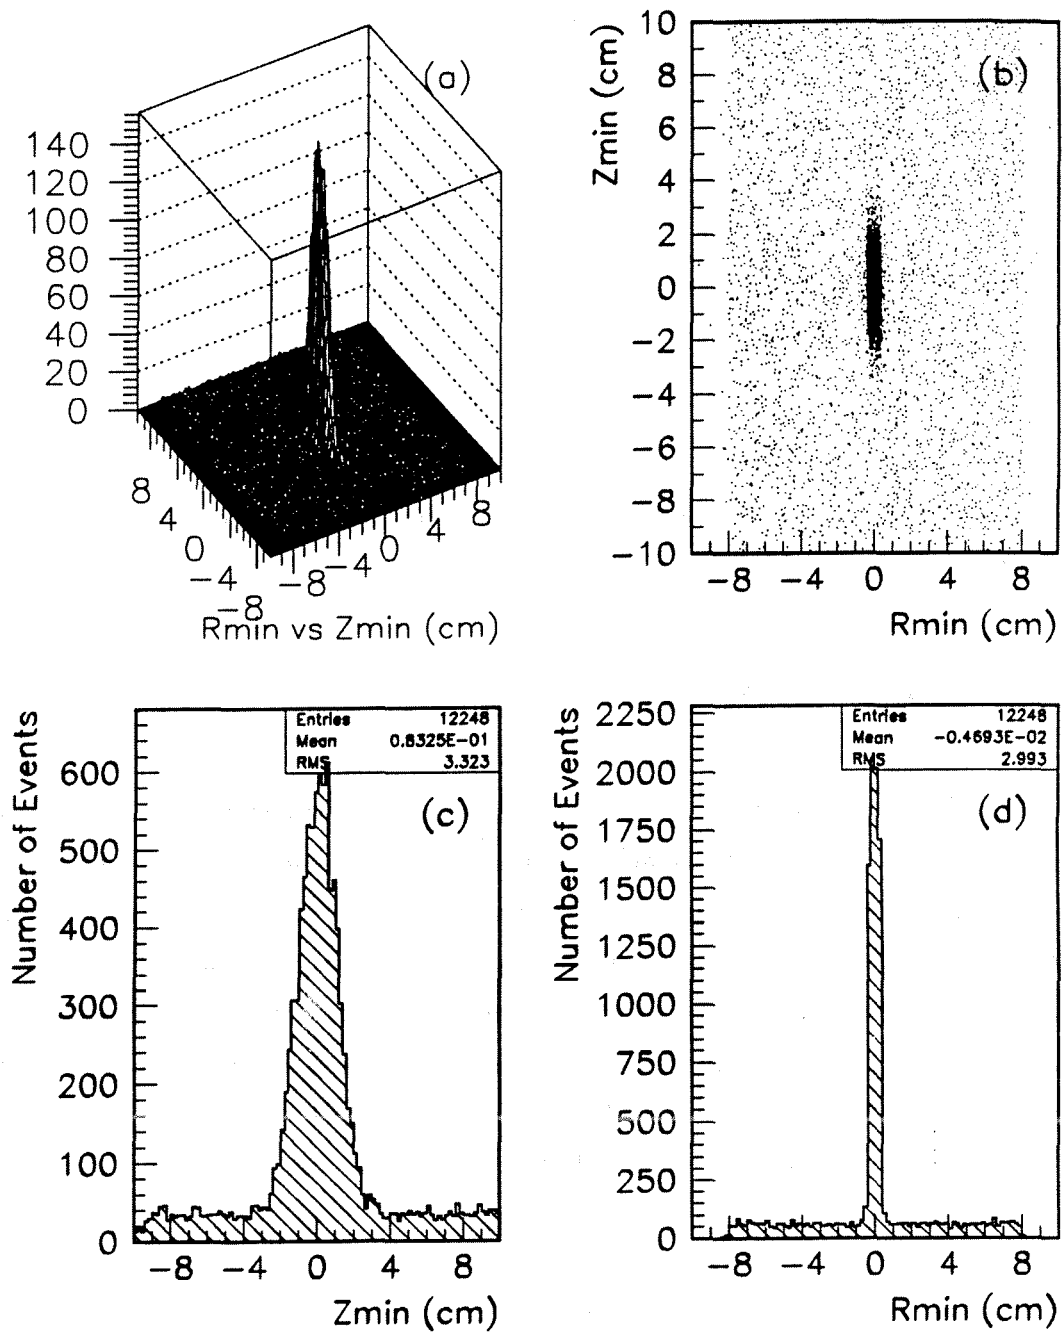 (a)
140
120
100
80
60
40
20
0
8
4
0
−4
−8
−8
−4
0
4
8
Rmin vs Zmin (cm)
(b)
Zmin (cm)
10
8
6
4
2
0
−2
−4
−6
−8
−10
−8 −4 0 4 8
Rmin (cm)
Entries 12248
Mean 0.6325E−01
RMS 3.323
(c)
Number of Events
600
500
400
300
200
100
0
−8 −4 0 4 8
Zmin (cm)
Entries 12248
Mean −0.4693E−02
RMS 2.993
(d)
Number of Events
2250
2000
1750
1500
1250
1000
750
500
250
0
−8 −4 0 4 8
Rmin (cm)